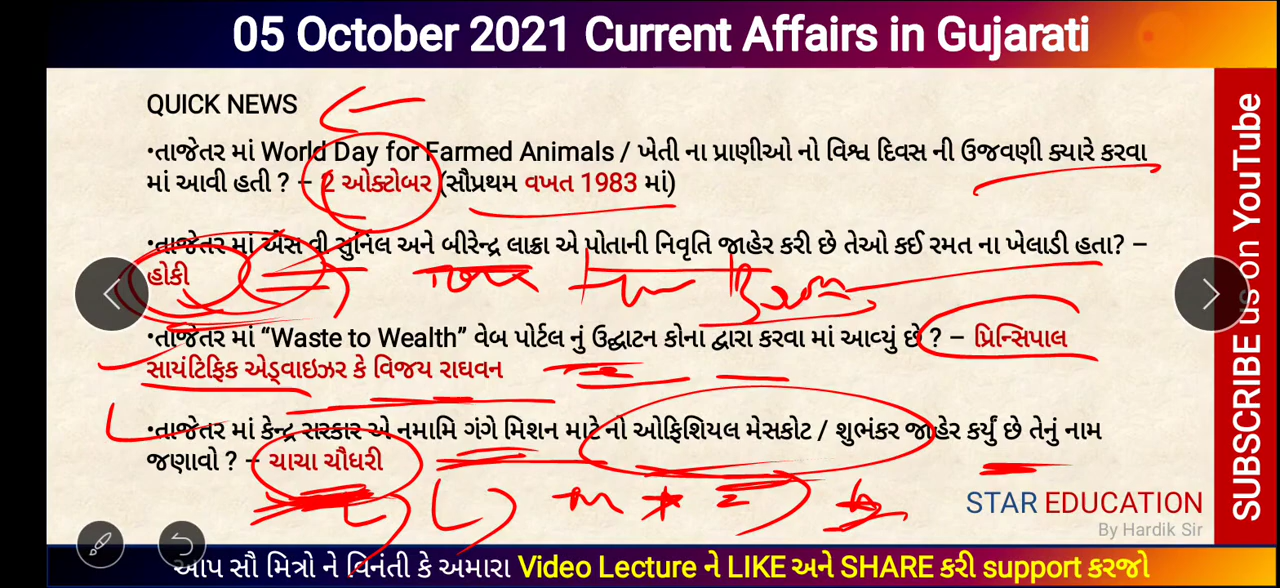 05 October 2021 Current Affairs in Gujarati
QUICK NEWS
•તાજેતર માં World Day for Farmed Animals / ખેતી ના પ્રાણીઓ નો વિશ્વ દિવસ ની ઉજવણી ક્યારે કરવા
માં આવી હતી ? – 2 ઓક્ટોબર (સૌપ્રથમ વખત 1983 માં)
•તાજેતર માં એસ વી સુનિલ અને બીરેન્દ્ર લાક્રા એ પોતાની નિવૃતિ જાહેર કરી છે તેઓ કઈ રમત ના ખેલાડી હતા? –
હોકી
•તાજેતર માં “Waste to Wealth” વેબ પોર્ટલ નું ઉદ્ઘાટન કોના દ્વારા કરવા માં આવ્યું છે ? – પ્રિન્સિપાલ
સાયંટિફિક એડ્વાઇઝર કે વિજય રાઘવન
•તાજેતર માં કેન્દ્ર સરકાર એ નમામિ ગંગે મિશન માટે નો ઓફિશિયલ મેસકોટ / શુભંકર જાહેર કર્યું છે તેનું નામ
જણાવો ? – ચાચા ચૌધરી
STAR EDUCATION
By Hardik Sir
આપ સૌ મિત્રો ને વિનંતી કે અમારા Video Lecture ને LIKE અને SHARE કરી support કરજો
SUBSCRIBE us on YouTube